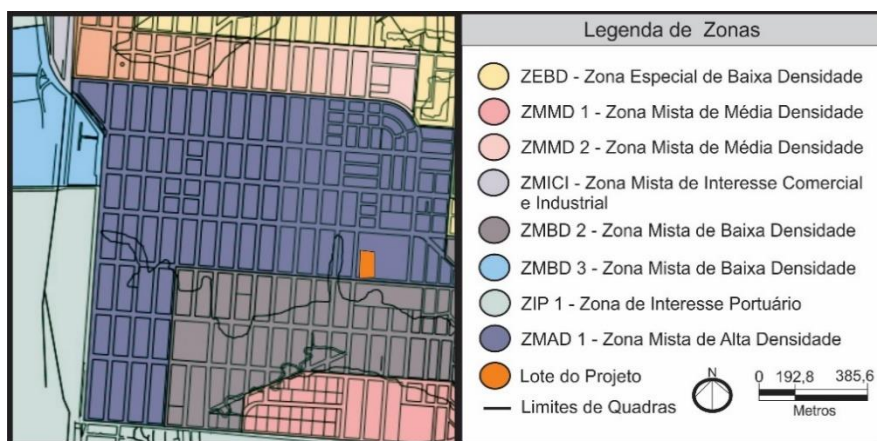 Legenda de Zonas
ZEBD - Zona Especial de Baixa Densidade
ZMMD 1 - Zona Mista de Média Densidade
ZMMD 2 - Zona Mista de Média Densidade
ZMICI - Zona Mista de Interesse Comercial
e Industrial
ZMBD 2 - Zona Mista de Baixa Densidade
ZMBD 3 - Zona Mista de Baixa Densidade
ZIP 1 - Zona de Interesse Portuário
ZMAD 1 - Zona Mista de Alta Densidade
Lote do Projeto
Limites de Quadras
N
0 192,8 385,6
Metros